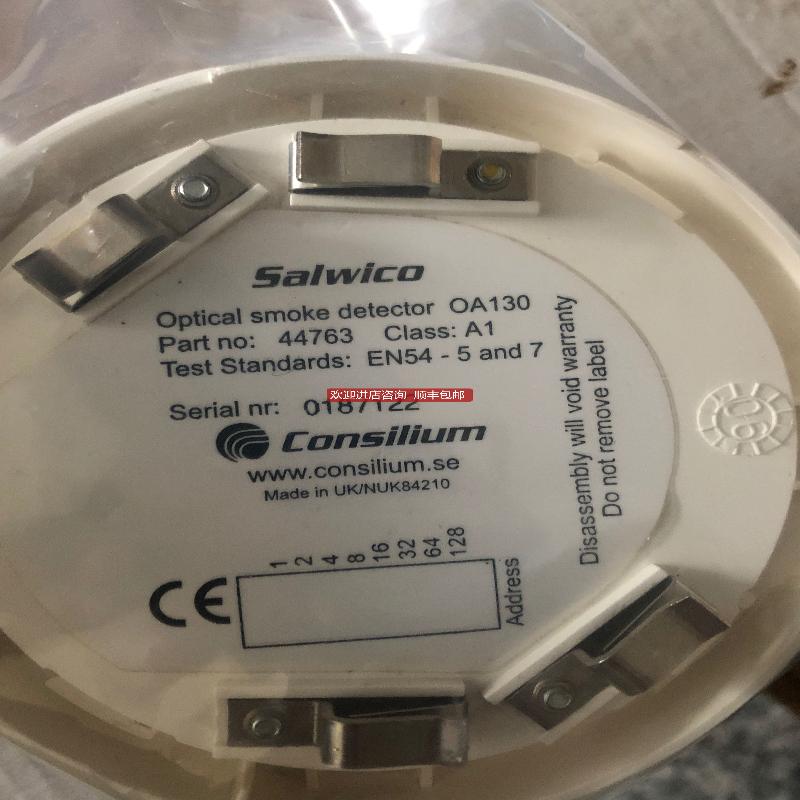 Salwico
Optical smoke detector OA130
Part no: 44763 Class: A1
Test Standards: EN54 - 5 and 7
欢迎进店咨询 顺丰包邮
Serial nr: 0187122
Consilium
www.consilium.se
Made in UK/NUK84210
1 2 4 8 16 32 64 128
CE
Address
Disassembly will void warranty
Do not remove label
06